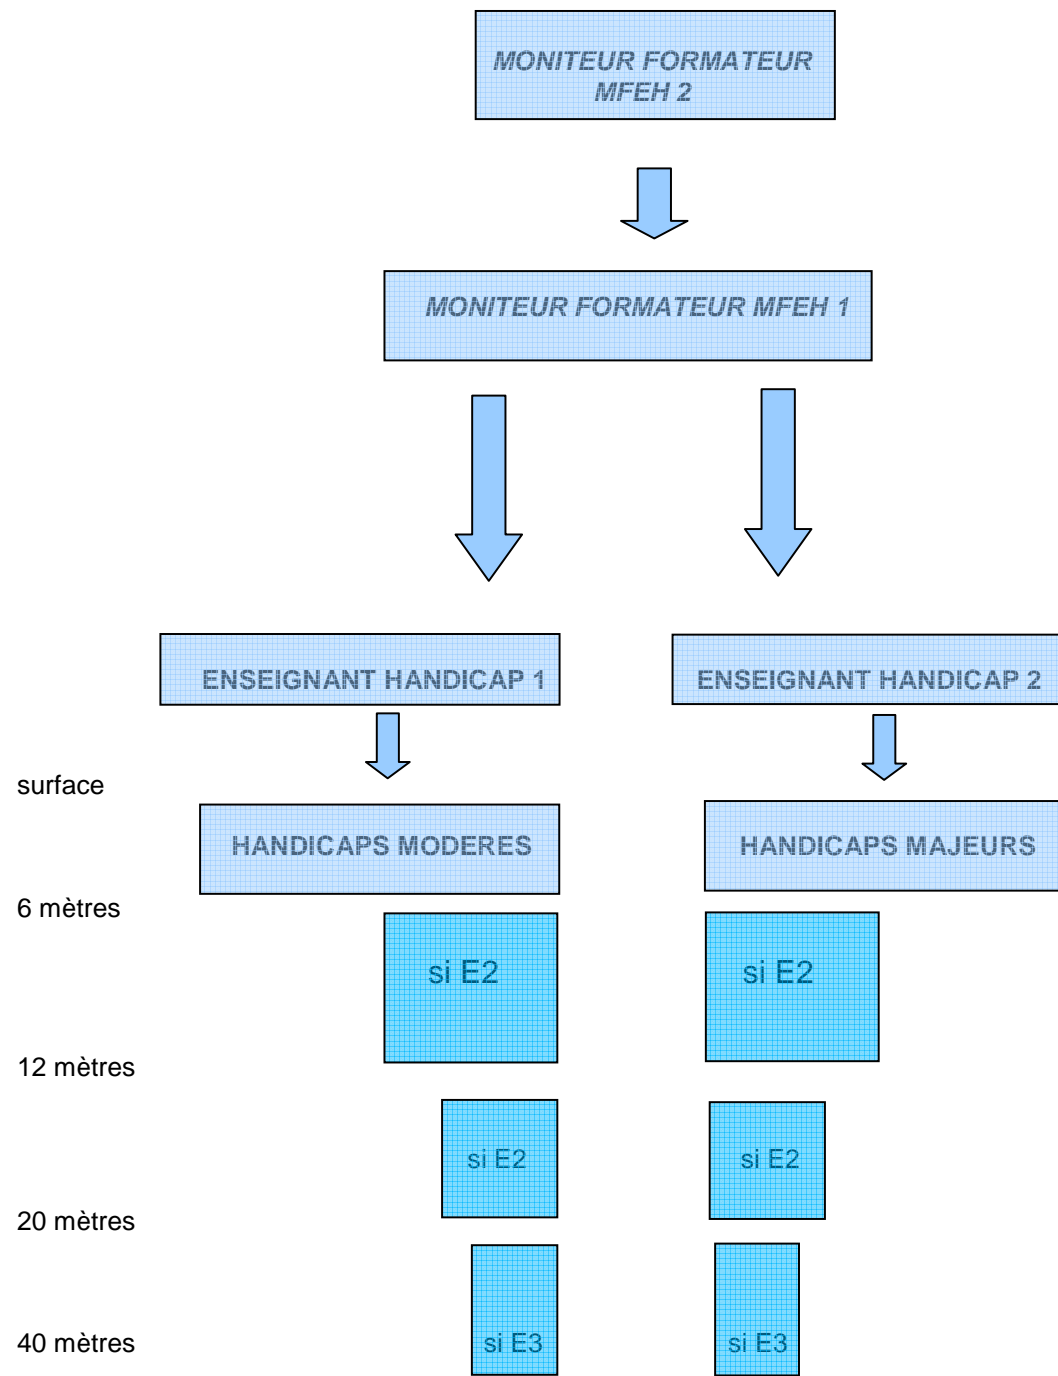 MONITEUR FORMATEUR
MFEH 2
MONITEUR FORMATEUR MFEH 1
ENSEIGNANT HANDICAP 1
ENSEIGNANT HANDICAP 2
surface
HANDICAPS MODERES
HANDICAPS MAJEURS
6 mètres
si E2
si E2
12 mètres
si E2
si E2
20 mètres
40 mètres
si E3
si E3